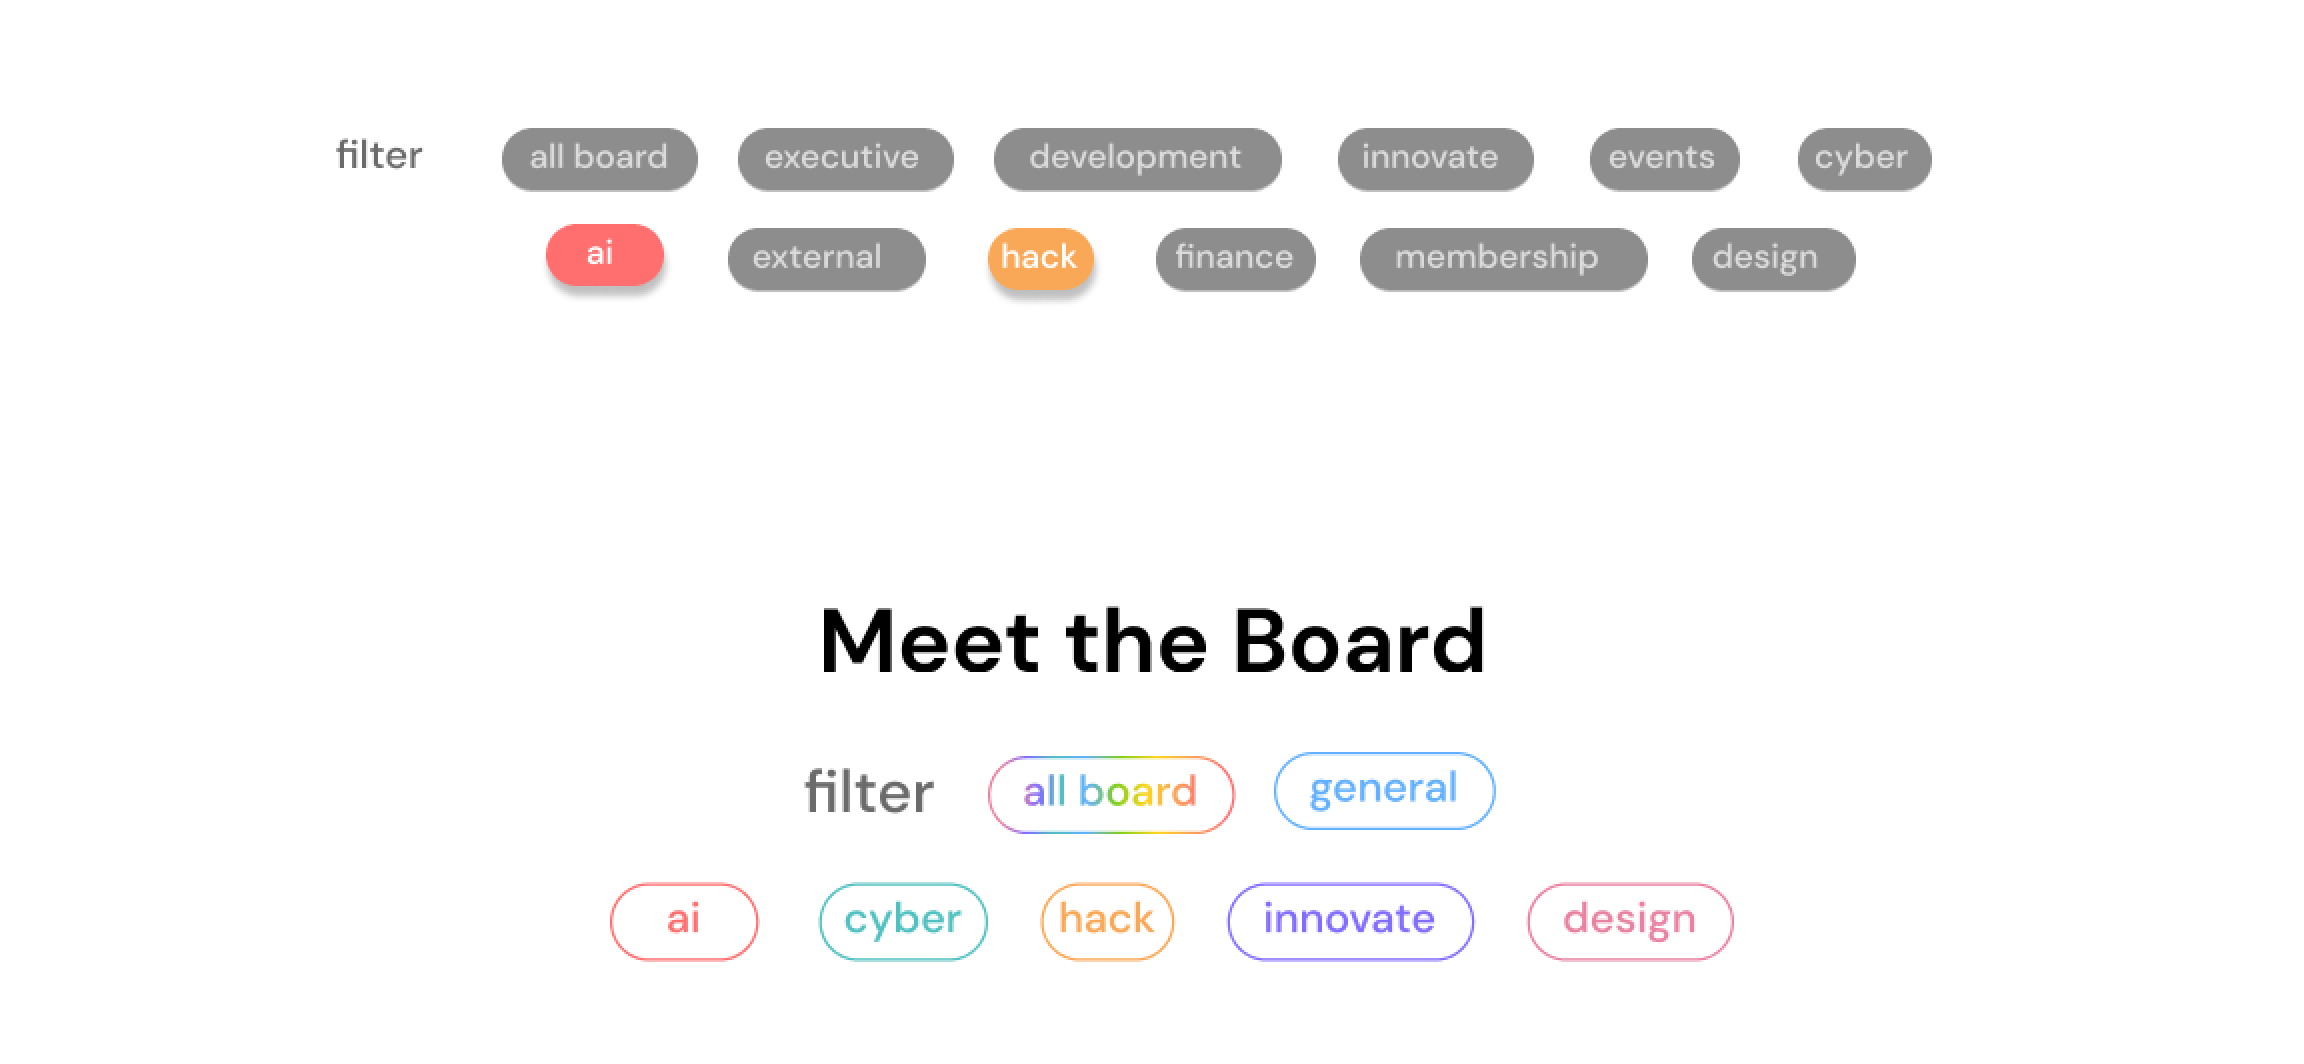 filter all board executive development innovate events cyber
ai external hack finance membership design
Meet the Board
filter all board general
ai cyber hack innovate design